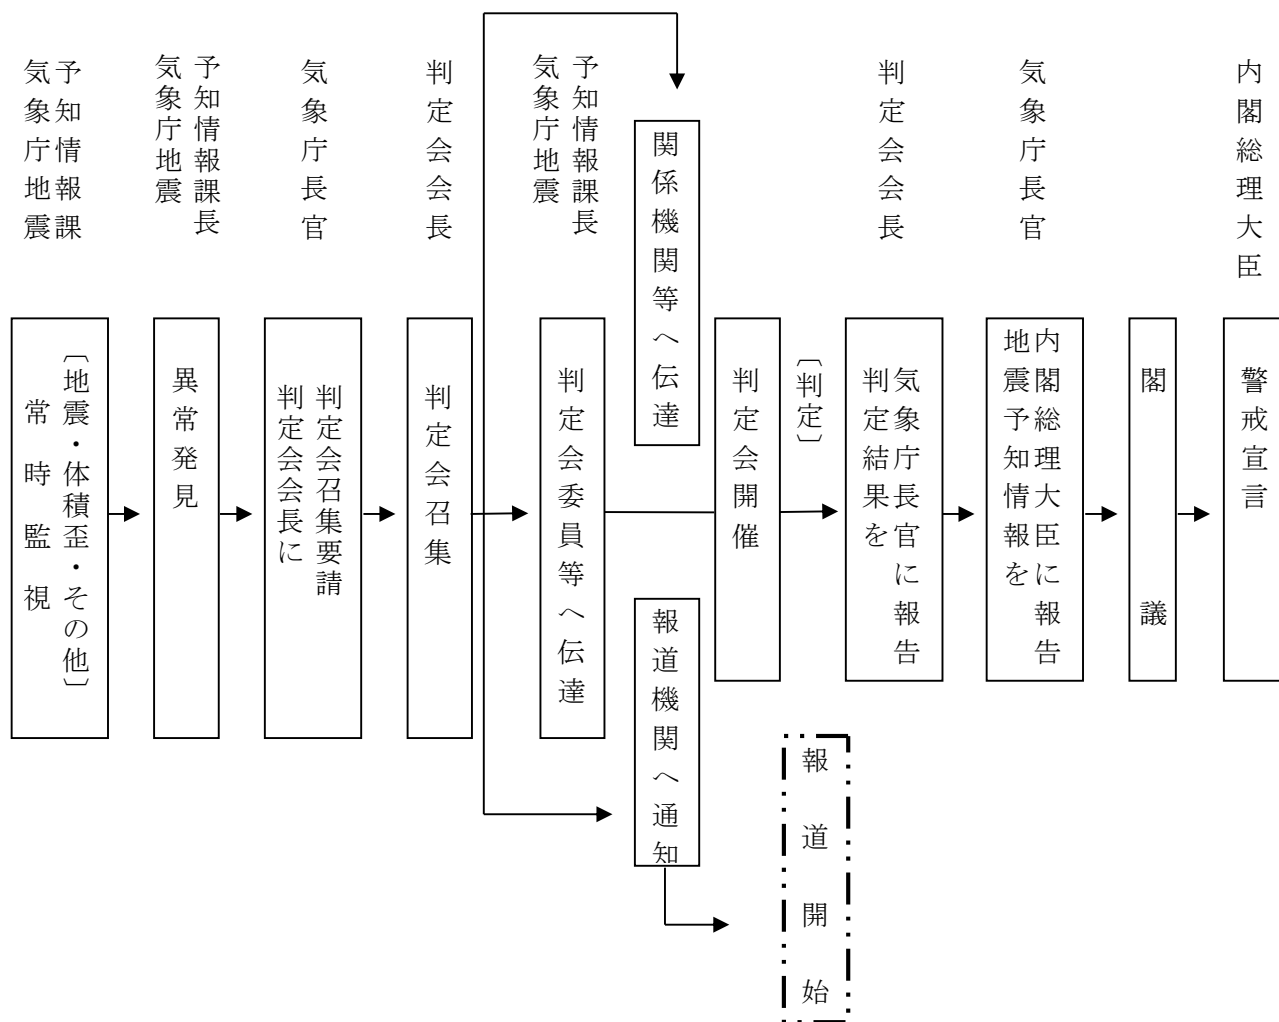 気象庁地震
予知情報課
気象庁地震
予知情報課長
気象庁長官
判定会会長
気象庁地震
予知情報課長
判定会会長
気象庁長官
内閣総理大臣
常時監視
〔地震・体積歪・その他〕
異常発見
判定会会長に
判定会召集要請
判定会召集
判定会委員等へ伝達
関係機関等へ伝達
報道機関へ通知
判定会開催
〔判定〕
報道開始
判定結果を
気象庁長官に報告
地震予知情報を
内閣総理大臣に報告
閣議
警戒宣言